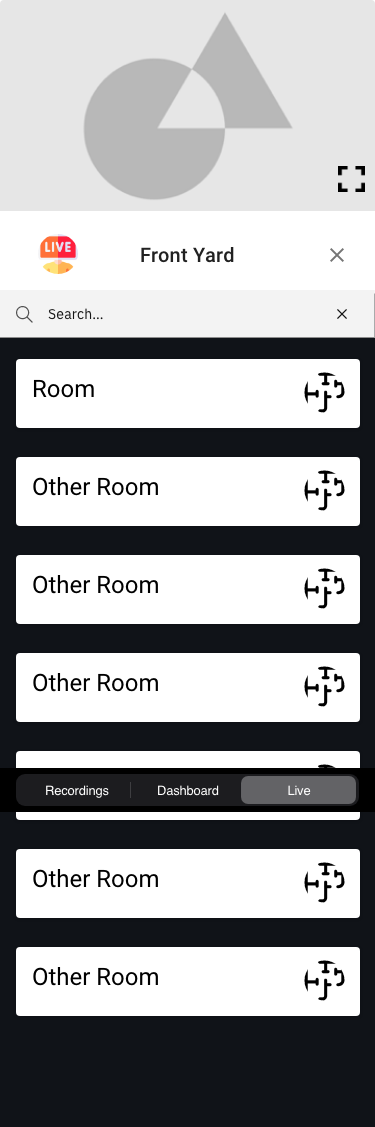 LIVE
Front Yard
Search...
Room
Other Room
Other Room
Other Room
Recordings
Dashboard
Live
Other Room
Other Room